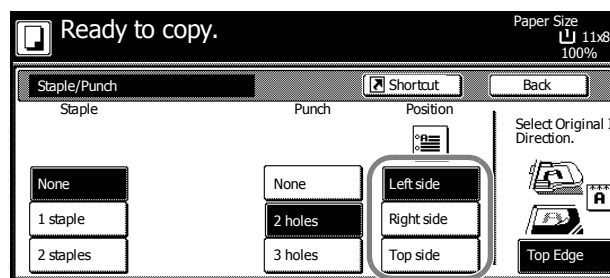 Ready to copy.
Paper Size
11x8
100%
Staple/Punch
Shortcut
Back
Staple
Punch
Position
Select Original
Direction.
None
None
Left side
1 staple
2 holes
Right side
2 staples
3 holes
Top side
Top Edge